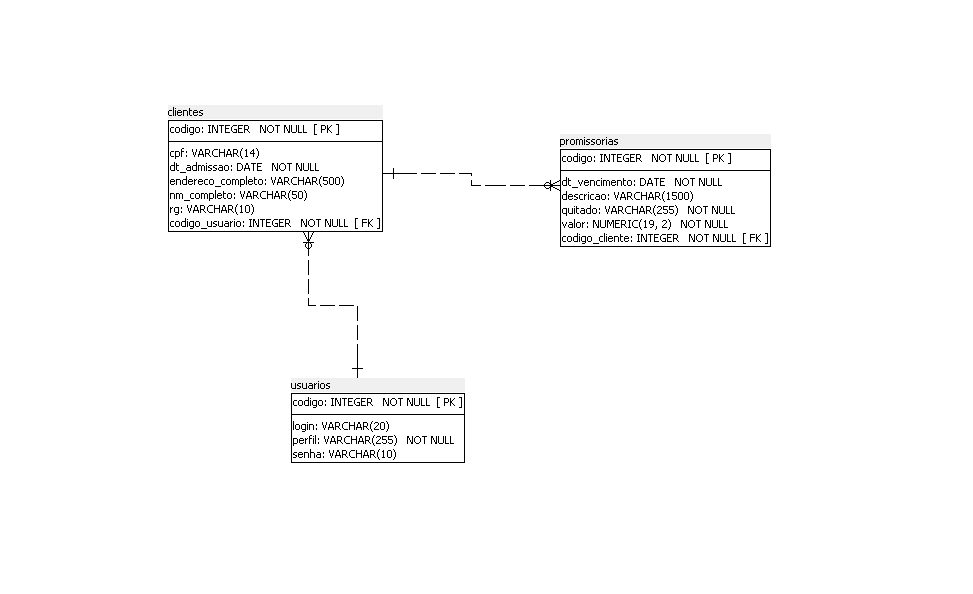 clientes
codigo: INTEGER NOT NULL [ PK ]
cpf: VARCHAR(14)
dt_admissao: DATE NOT NULL
endereco_completo: VARCHAR(500)
nm_completo: VARCHAR(50)
rg: VARCHAR(10)
codigo_usuario: INTEGER NOT NULL [ FK ]
promissorias
codigo: INTEGER NOT NULL [ PK ]
dt_vencimento: DATE NOT NULL
descricao: VARCHAR(1500)
quitado: VARCHAR(255) NOT NULL
valor: NUMERIC(19, 2) NOT NULL
codigo_cliente: INTEGER NOT NULL [ FK ]
usuarios
codigo: INTEGER NOT NULL [ PK ]
login: VARCHAR(20)
perfil: VARCHAR(255) NOT NULL
senha: VARCHAR(10)